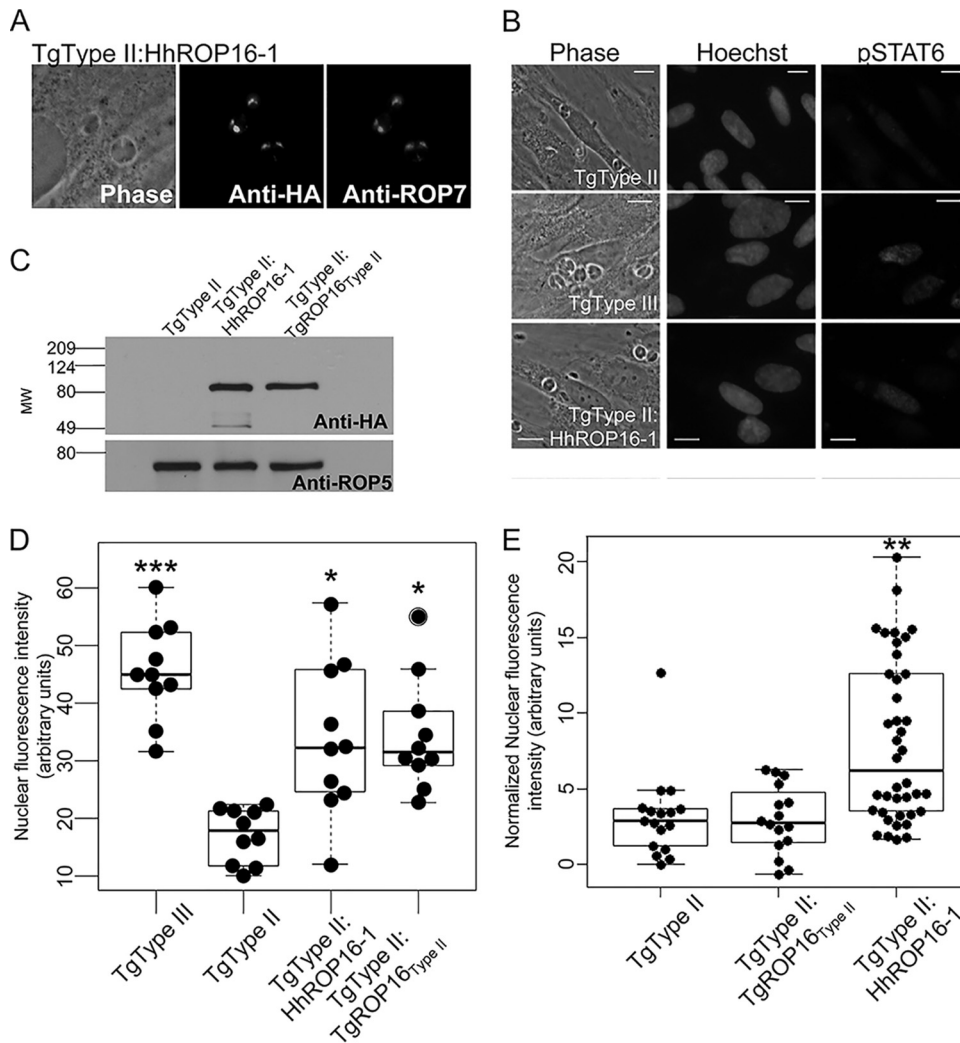 A
TgType II:HhROP16-1
Phase
Anti-HA
Anti-ROP7
B
Phase
Hoechst
pSTAT6
TgType II
TgType III
TgType II:
HhROP16-1
C
TgType II
TgType II:
HhROP16-1
TgType II:
TgROP16Type II
MW
209
124
80
49
Anti-HA
80
Anti-ROP5
D
Nuclear fluorescence intensity
(arbitrary units)
60
50
40
30
20
10
***
*
*
TgType III
TgType II
TgType II:
HhROP16-1
TgType II:
TgROP16Type II
E
Normalized Nuclear fluorescence
intensity (arbitrary units)
20
15
10
5
0
**
TgType II
TgType II:
TgROP16Type II
TgType II:
HhROP16-1